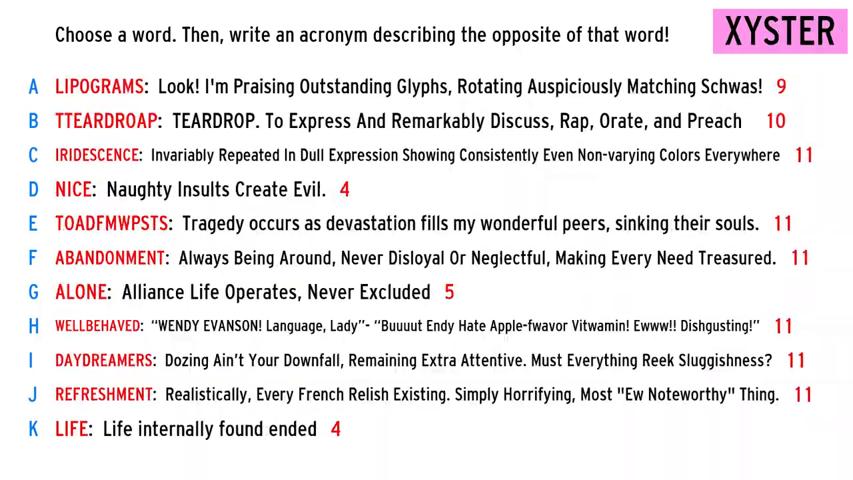 Choose a word. Then, write an acronym describing the opposite of that word!
XYSTER
A LIPOGRAMS: Look! I'm Praising Outstanding Glyphs, Rotating Auspiciously Matching Schwas! 9
B TTEARDROAP: TEARDROP. To Express And Remarkably Discuss, Rap, Orate, and Preach 10
C IRIDESCENCE: Invariably Repeated In Dull Expression Showing Consistently Even Non-varying Colors Everywhere 11
D NICE: Naughty Insults Create Evil. 4
E TOADFMWPSTS: Tragedy occurs as devastation fills my wonderful peers, sinking their souls. 11
F ABANDONMENT: Always Being Around, Never Disloyal Or Neglectful, Making Every Need Treasured. 11
G ALONE: Alliance Life Operates, Never Excluded 5
H WELLBEHAVED: “WENDY EVANSON! Language, Lady”- “Buuuut Endy Hate Apple-fwavor Vitwamin! Ewww!! Dishgusting!” 11
I DAYDREAMERS: Dozing Ain't Your Downfall, Remaining Extra Attentive. Must Everything Reek Sluggishness? 11
J REFRESHMENT: Realistically, Every French Relish Existing. Simply Horrifying, Most "Ew Noteworthy" Thing. 11
K LIFE: Life internally found ended 4